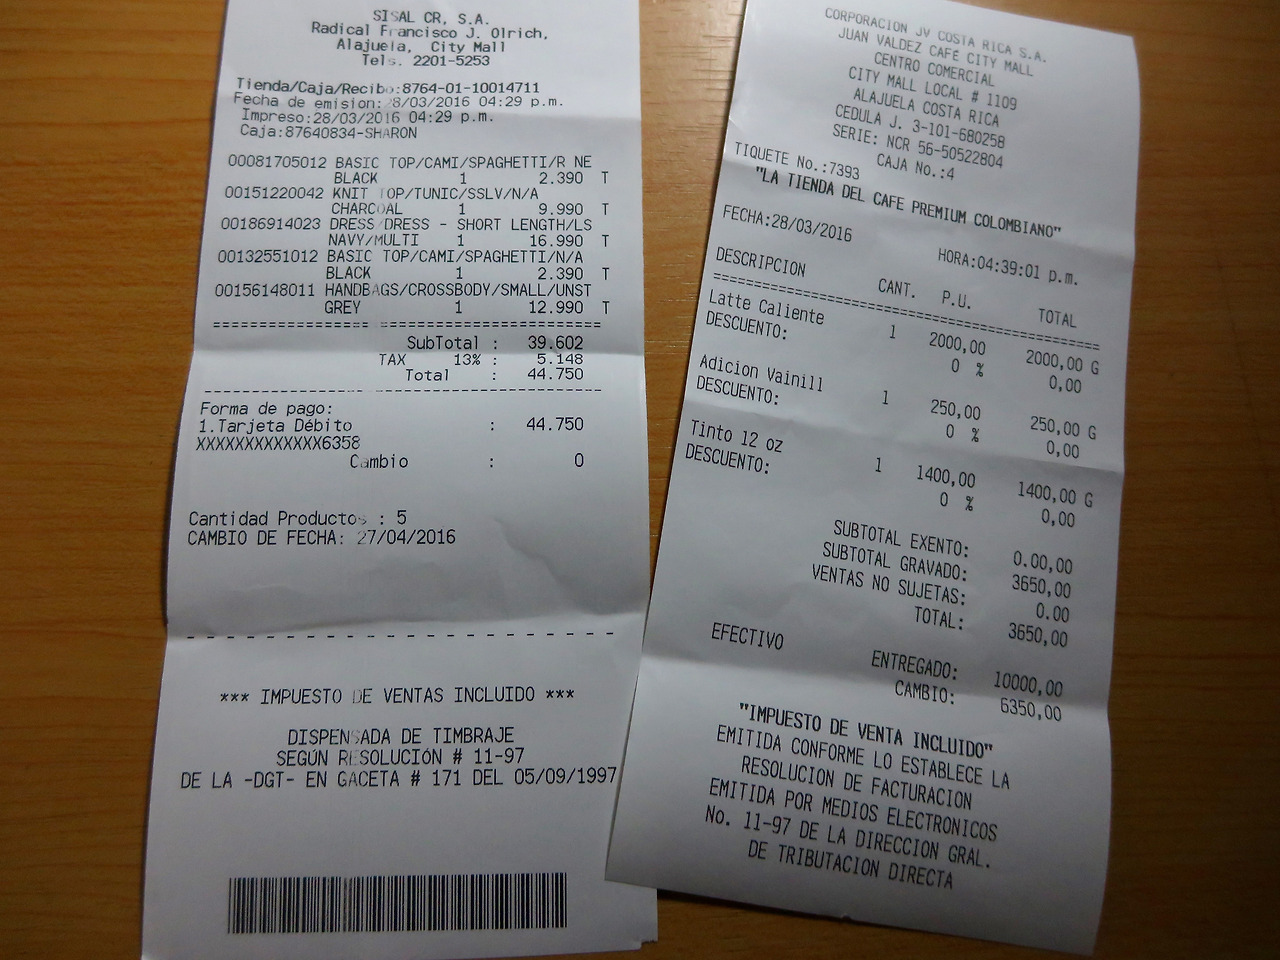 SISAL CR, S.A.
Radical Francisco J. Olrich,
Alajuela, City Mall
Tels. 2201-5253
Tienda/Caja/Recibo:8764-01-10014711
Fecha de emision: 28/03/2016 04:29 p.m.
Impreso:28/03/2016 04:29 p.m.
Caja:87640834-SHARON
00081705012 BASIC TOP/CAMI/SPAGHETTI/R NE
BLACK 1 2.390 T
00151220042 KNIT TOP/TUNIC/SSLV/N/A
CHARCOAL 1 9.990 T
00186914023 DRESS/DRESS - SHORT LENGTH/LS
NAVY/MULTI 1 16.990 T
00132551012 BASIC TOP/CAMI/SPAGHETTI/N/A
BLACK 1 2.390 T
00156148011 HANDBAGS/CROSSBODY/SMALL/UNST
GREY 1 12.990 T
SubTotal : 39.602
TAX 13% : 5.148
Total : 44.750
Forma de pago:
1.Tarjeta Débito : 44.750
XXXXXXXXXXXXX6358
Cambio : 0
Cantidad Productos : 5
CAMBIO DE FECHA: 27/04/2016
*** IMPUESTO DE VENTAS INCLUIDO ***
DISPENSADA DE TIMBRAJE
SEGÚN RESOLUCIÓN # 11-97
DE LA -DGT- EN GACETA # 171 DEL 05/09/1997
CORPORACION JV COSTA RICA S.A.
JUAN VALDEZ CAFÉ CITY MALL
CENTRO COMERCIAL
CITY MALL LOCAL # 1109
ALAJUELA COSTA RICA
CEDULA J. 3-101-680258
SERIE: NCR 56-50522804
CAJA No.:4
TIQUETE No.:7393
"LA TIENDA DEL CAFE PREMIUM COLOMBIANO"
FECHA:28/03/2016 HORA:04:39:01 p.m.
DESCRIPCION CANT. P.U. TOTAL
Latte Caliente 1 2000,00 2000,00 G
DESCUENTO: 0 % 0,00
Adicion Vainill 1 250,00 250,00 G
DESCUENTO: 0 % 0,00
Tinto 12 oz 1 1400,00 1400,00 G
DESCUENTO: 0 % 0,00
SUBTOTAL EXENTO: 0.00,00
SUBTOTAL GRAVADO: 3650,00
VENTAS NO SUJETAS: 0.00
TOTAL: 3650,00
EFECTIVO ENTREGADO: 10000,00
CAMBIO: 6350,00
"IMPUESTO DE VENTA INCLUIDO"
EMITIDA CONFORME LO ESTABLECE LA
RESOLUCION DE FACTURACION
EMITIDA POR MEDIOS ELECTRONICOS
No. 11-97 DE LA DIRECCION GRAL.
DE TRIBUTACION DIRECTA